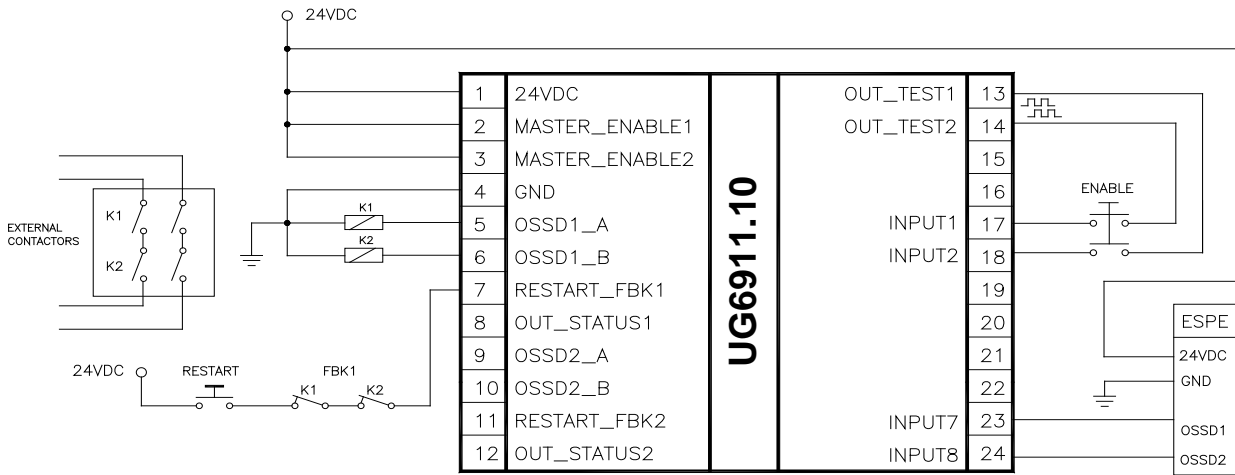 24VDC
1 24VDC
2 MASTER_ENABLE1
3 MASTER_ENABLE2
4 GND
5 OSSD1_A
6 OSSD1_B
7 RESTART_FBK1
8 OUT_STATUS1
9 OSSD2_A
10 OSSD2_B
11 RESTART_FBK2
12 OUT_STATUS2
UG6911.10
OUT_TEST1 13
OUT_TEST2 14
15
16
INPUT1 17
INPUT2 18
19
20
21
22
INPUT7 23
INPUT8 24
K1
K2
EXTERNAL
CONTACTORS
K1
K2
24VDC
RESTART
FBK1
K1
K2
ENABLE
ESPE
24VDC
GND
OSSD1
OSSD2